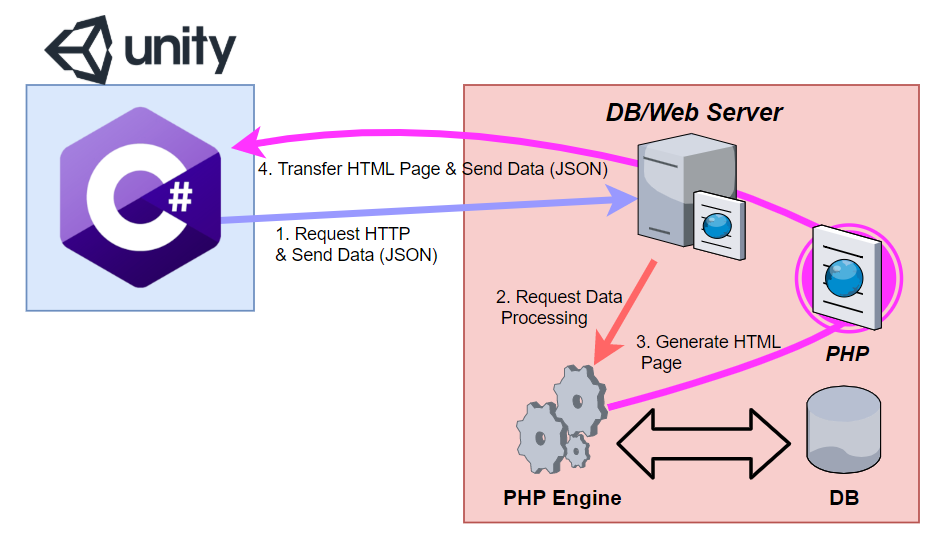 unity
DB/Web Server
C#
4. Transfer HTML Page & Send Data (JSON)
1. Request HTTP
& Send Data (JSON)
2. Request Data
Processing
3. Generate HTML
Page
PHP
PHP Engine
DB